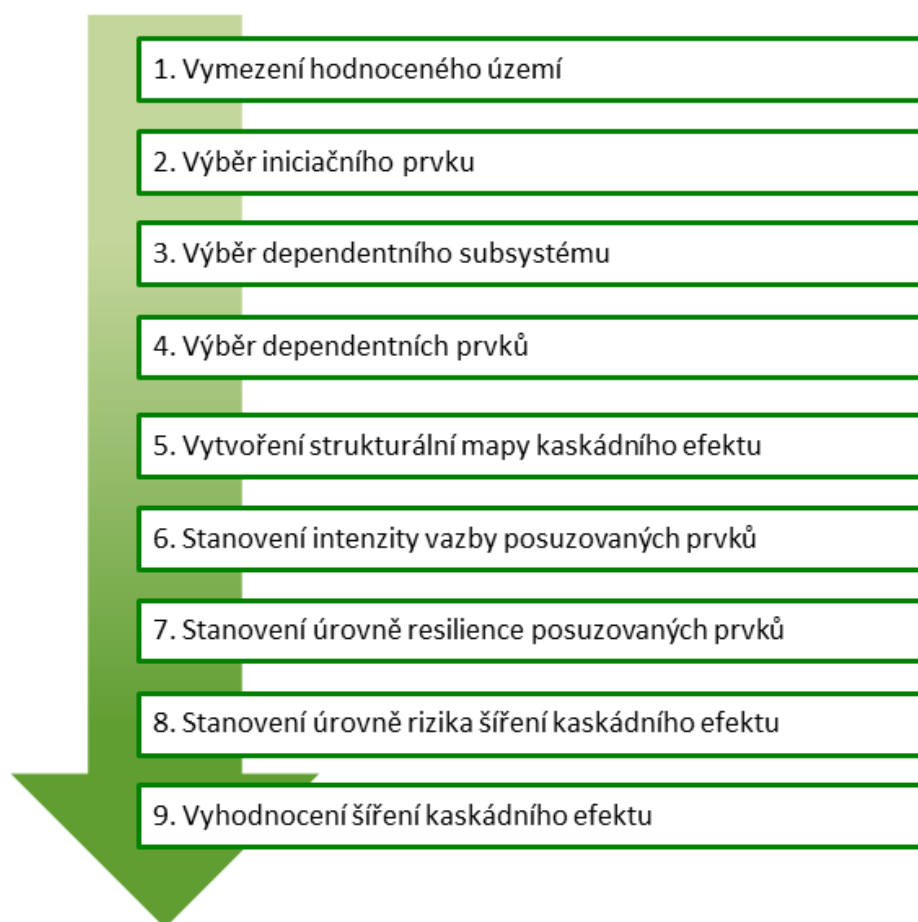 1. Vymezení hodnoceného území
2. Výběr iniciačního prvku
3. Výběr dependentního subsystému
4. Výběr dependentních prvků
5. Vytvoření strukturální mapy kaskádního efektu
6. Stanovení intenzity vazby posuzovaných prvků
7. Stanovení úrovně resilience posuzovaných prvků
8. Stanovení úrovně rizika šíření kaskádního efektu
9. Vyhodnocení šíření kaskádního efektu